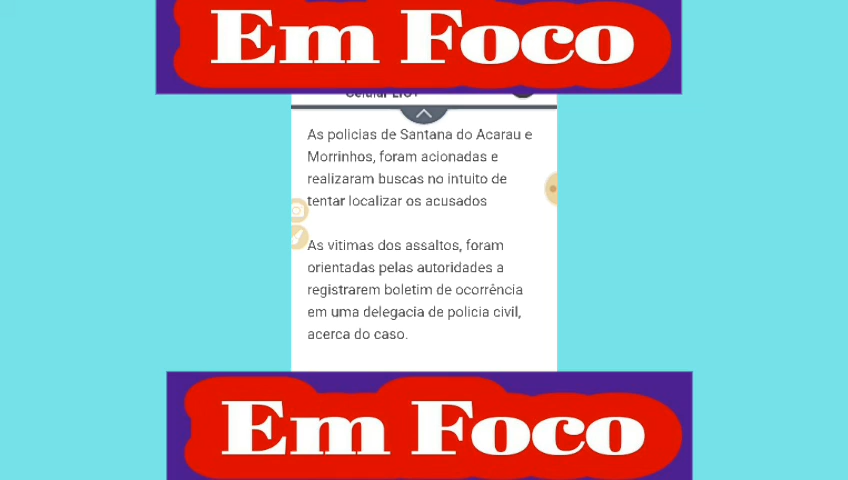 Em Foco
As policias de Santana do Acarau e
Morrinhos, foram acionadas e
realizaram buscas no intuito de
tentar localizar os acusados
As vitimas dos assaltos, foram
orientadas pelas autoridades a
registrarem boletim de ocorrência
em uma delegacia de policia civil,
acerca do caso.
Em Foco